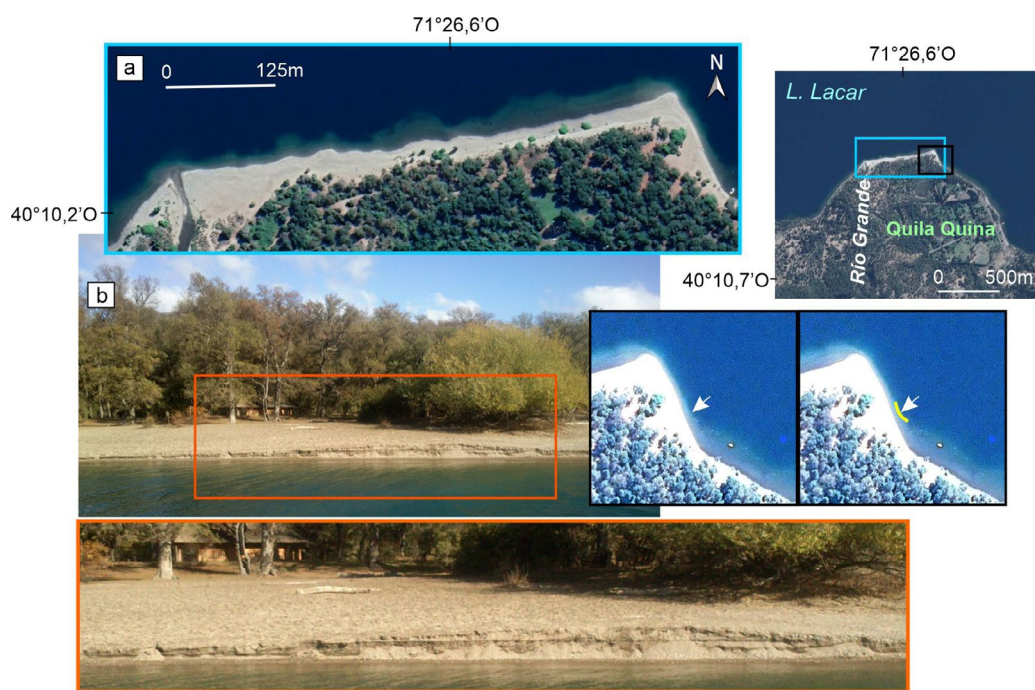 71°26,6'O
a
0
125m
N
40°10,2'O
71°26,6'O
L. Lacar
Río Grande
Quila Quina
0
500m
40°10,7'O
b